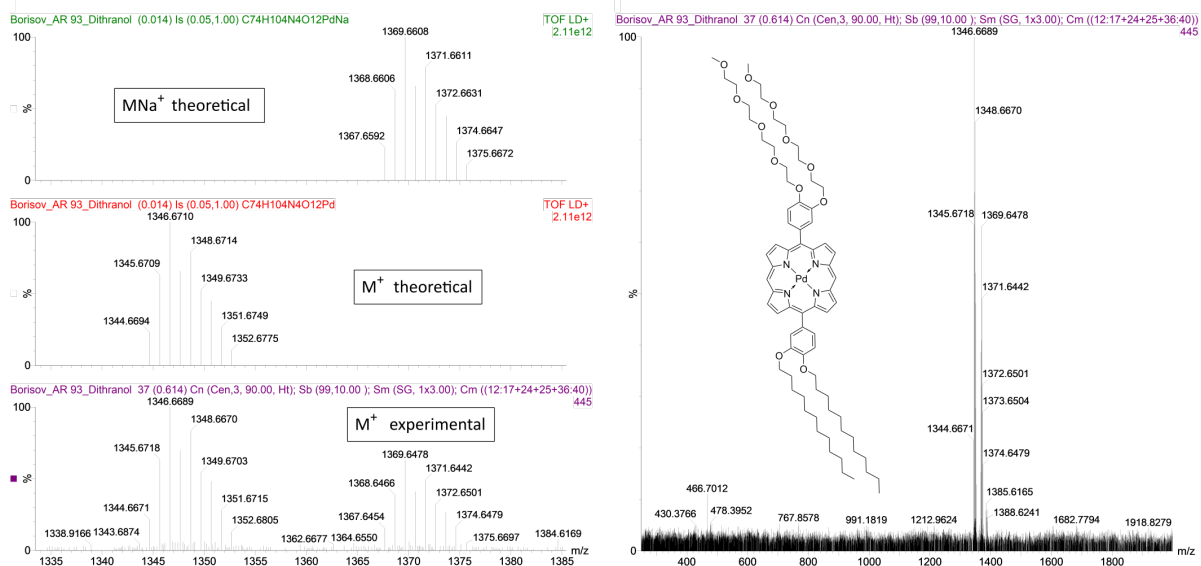 Borisov_AR 93_Dithranol (0.014) Is (0.05,1.00) C74H104N4O12PdNa
TOF LD+
2.11e12
100
%
0
MNa+ theoretical
1369.6608
1368.6606
1371.6611
1372.6631
1367.6592
1374.6647
1375.6672
Borisov_AR 93_Dithranol (0.014) Is (0.05,1.00) C74H104N4O12Pd
TOF LD+
2.11e12
100
%
0
M+ theoretical
1346.6710
1348.6714
1345.6709
1349.6733
1344.6694
1351.6749
1352.6775
Borisov_AR 93_Dithranol 37 (0.614) Cn (Cen,3, 90.00, Ht); Sb (99,10.00 ); Sm (SG, 1x3.00); Cm ((12:17+24+25+36:40))
445
100
%
0
M+ experimental
1346.6689
1348.6670
1345.6718
1349.6703
1344.6671
1351.6715
1352.6805
1338.9166
1343.6874
1362.6677
1364.6550
1367.6454
1368.6466
1369.6478
1371.6442
1372.6501
1374.6479
1375.6697
1384.6169
m/z
1335 1340 1345 1350 1355 1360 1365 1370 1375 1380 1385
Borisov_AR 93_Dithranol 37 (0.614) Cn (Cen,3, 90.00, Ht); Sb (99,10.00 ); Sm (SG, 1x3.00); Cm ((12:17+24+25+36:40))
445
100
%
0
1346.6689
1348.6670
1345.6718
1369.6478
1371.6442
1372.6501
1373.6504
1344.6671
1374.6479
1385.6165
1388.6241
466.7012
430.3766
478.3952
767.8578
991.1819
1212.9624
1682.7794
1918.8279
m/z
400 600 800 1000 1200 1400 1600 1800
O
O
O
O
O
O
O
O
O
O
N
N
Pd
N
N
O
O